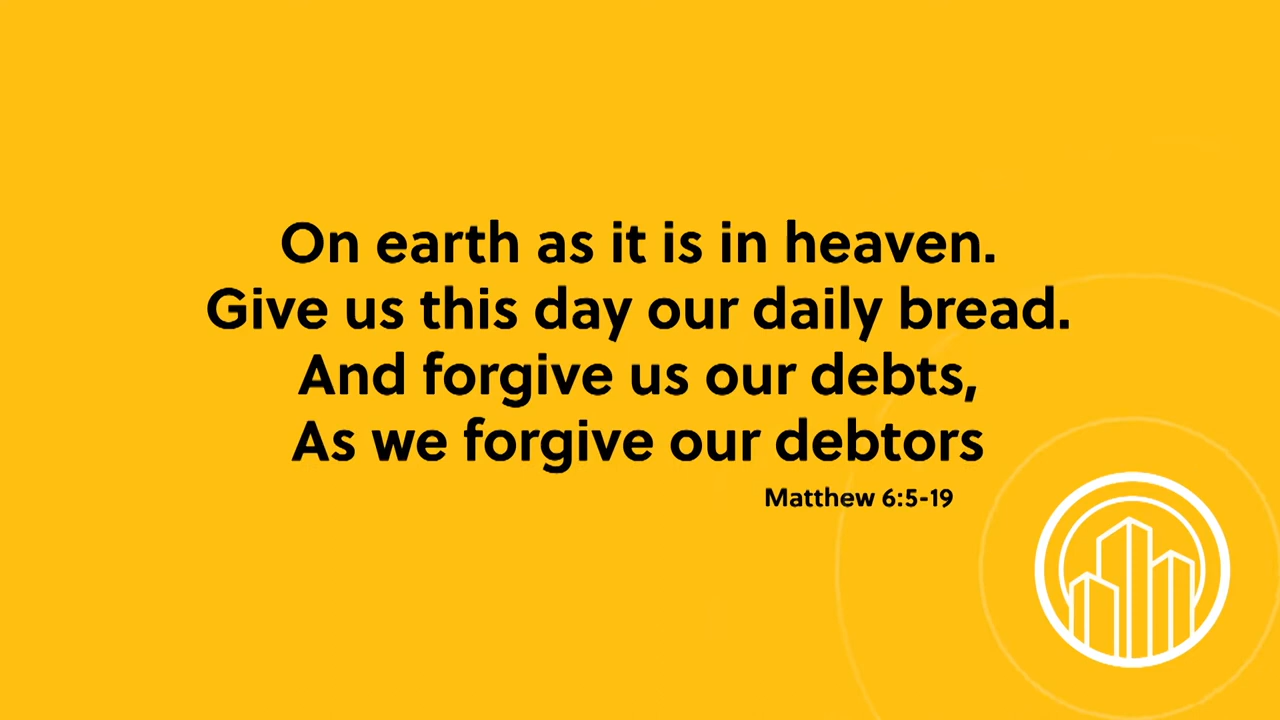 On earth as it is in heaven.
Give us this day our daily bread.
And forgive us our debts,
As we forgive our debtors
Matthew 6:5-19